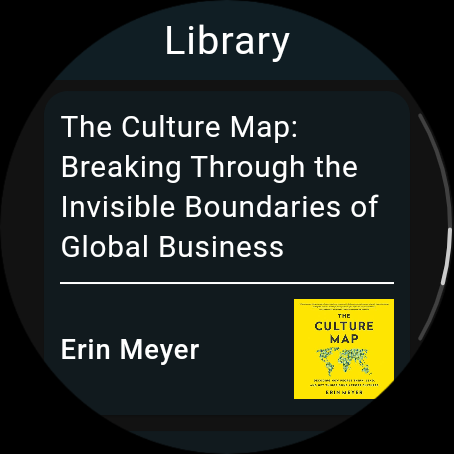 Library
The Culture Map:
Breaking Through the
Invisible Boundaries of
Global Business
Erin Meyer
THE
CULTURE
MAP
ERIN MEYER